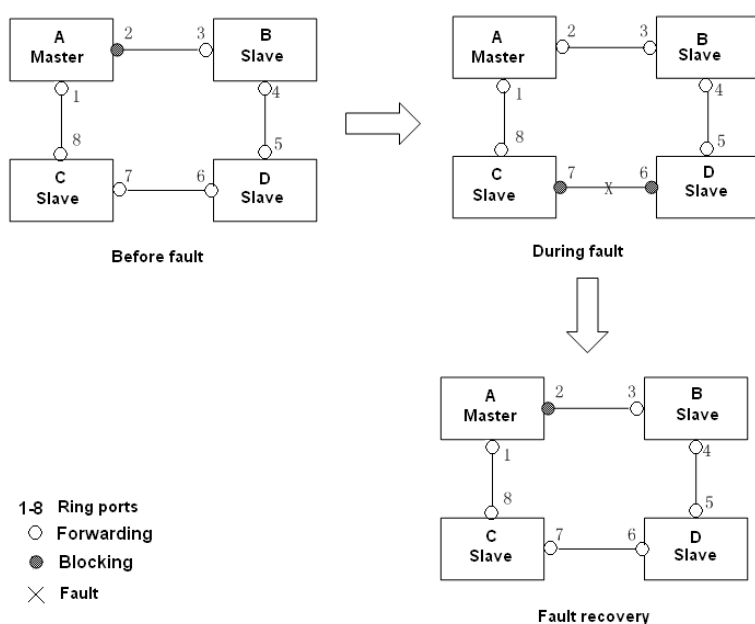 A
Master
2
3
B
Slave
1
4
8
5
C
Slave
7
6
D
Slave
Before fault
A
Master
2
3
B
Slave
1
4
8
5
C
Slave
7
X
6
D
Slave
During fault
A
Master
2
3
B
Slave
1
4
8
5
C
Slave
7
6
D
Slave
Fault recovery
1-8 Ring ports
Forwarding
Blocking
Fault